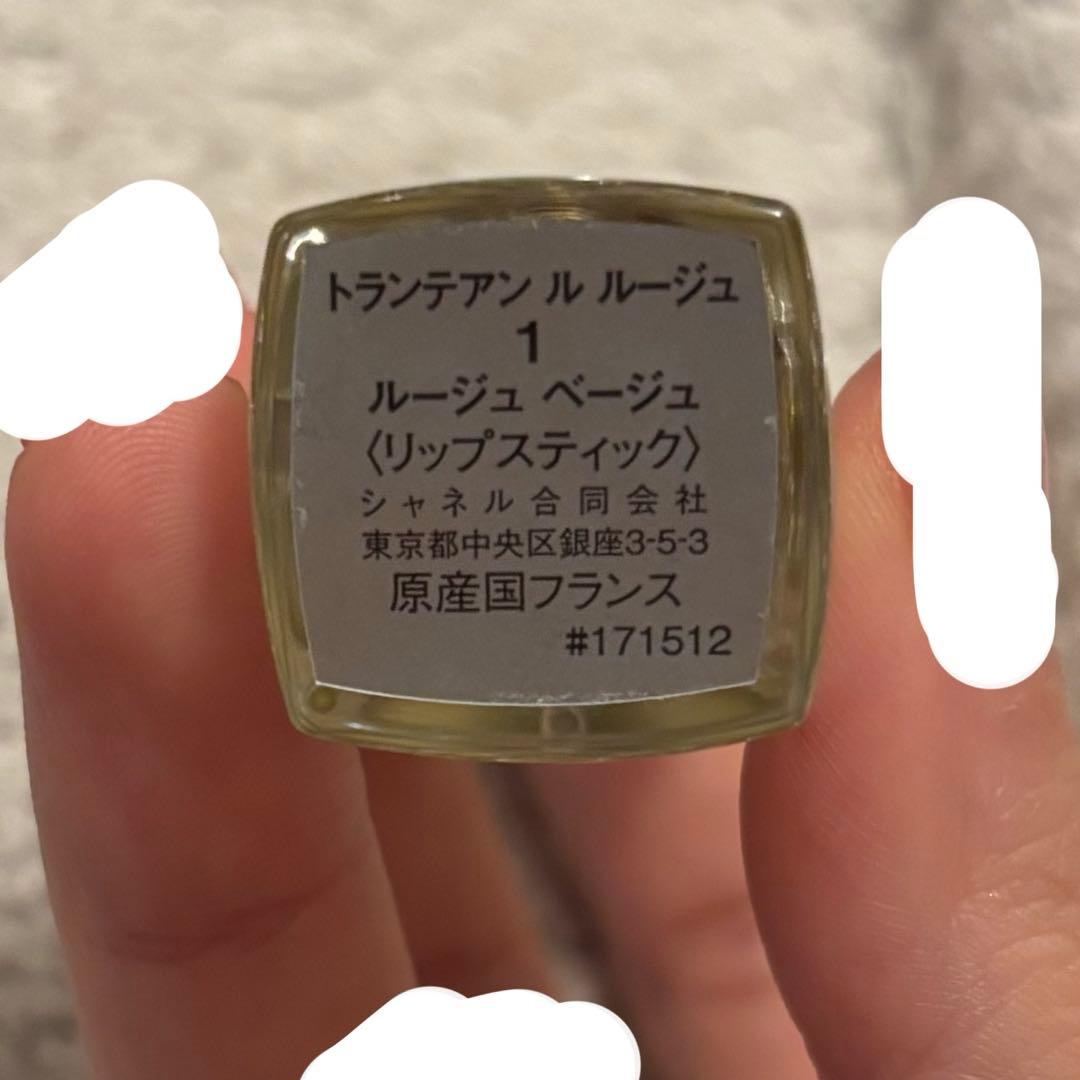 トランテアン ル ルージュ
1
ルージュ ベージュ
〈リップスティック〉
シャネル合同会社
東京都中央区銀座3-5-3
原産国フランス
#171512